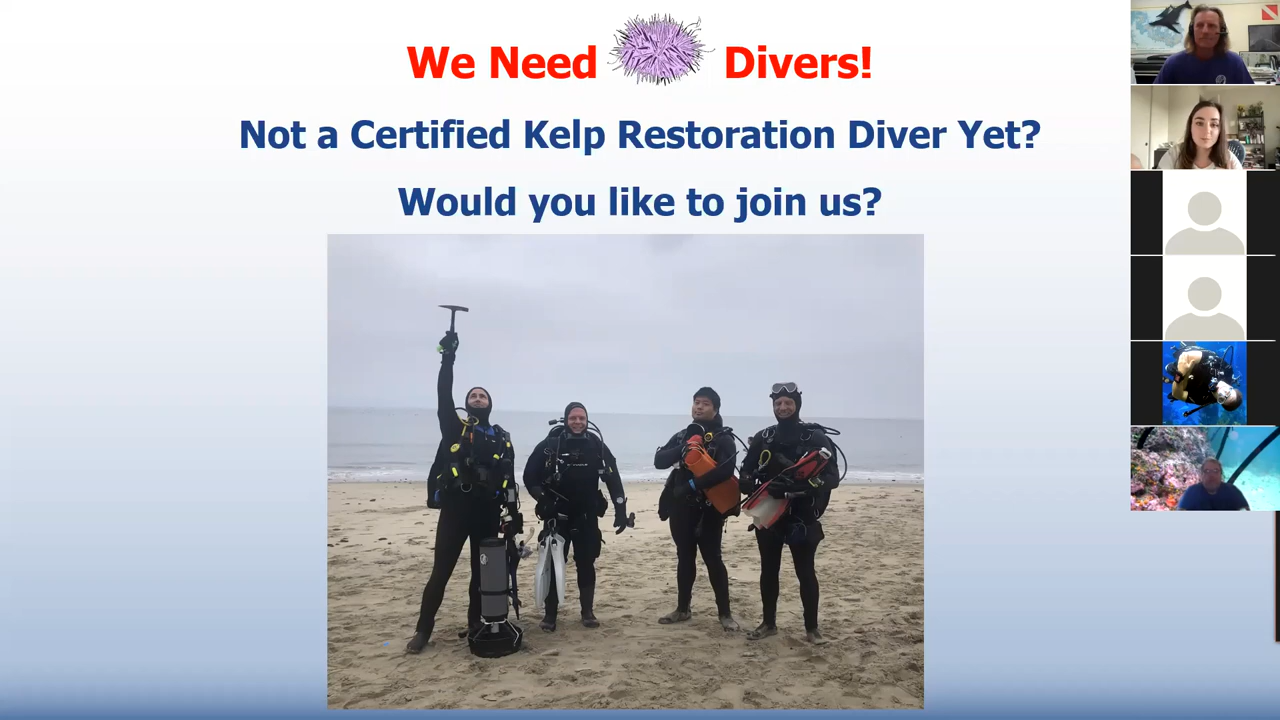 We Need Divers!
Not a Certified Kelp Restoration Diver Yet?
Would you like to join us?